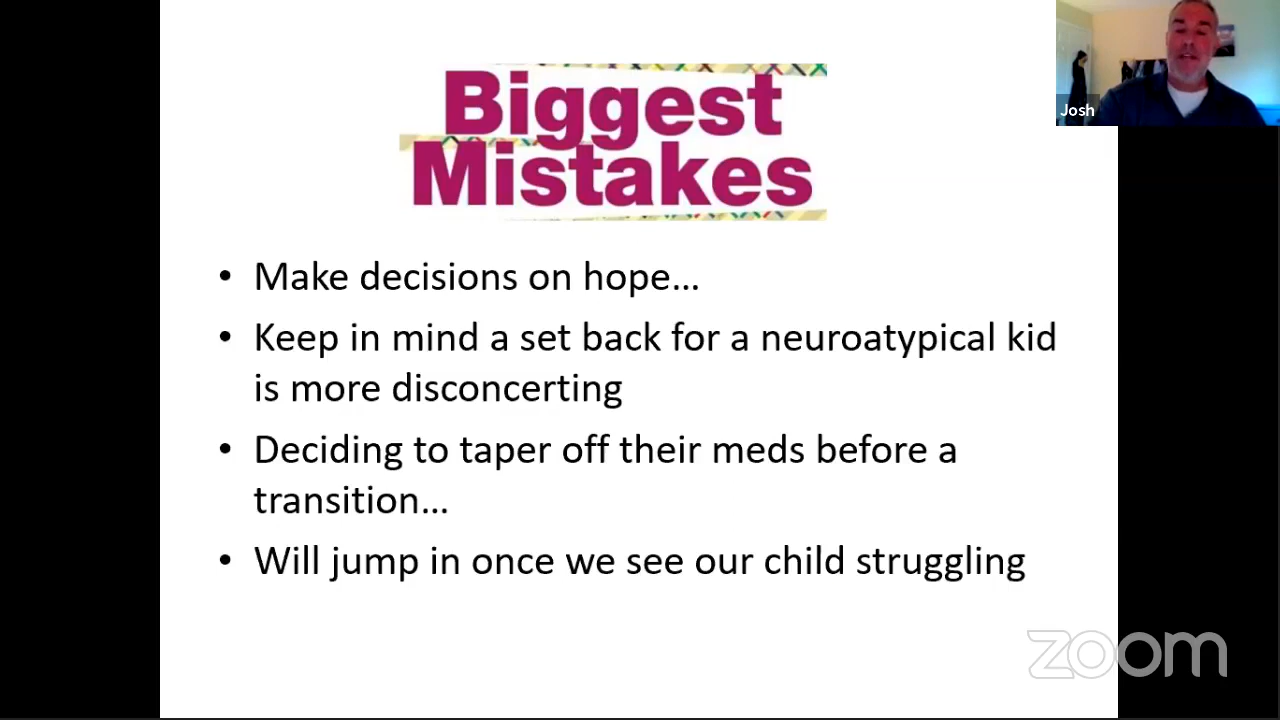 Biggest
Mistakes
Josh
• Make decisions on hope…
• Keep in mind a set back for a neuroatypical kid
is more disconcerting
• Deciding to taper off their meds before a
transition…
• Will jump in once we see our child struggling
zoom